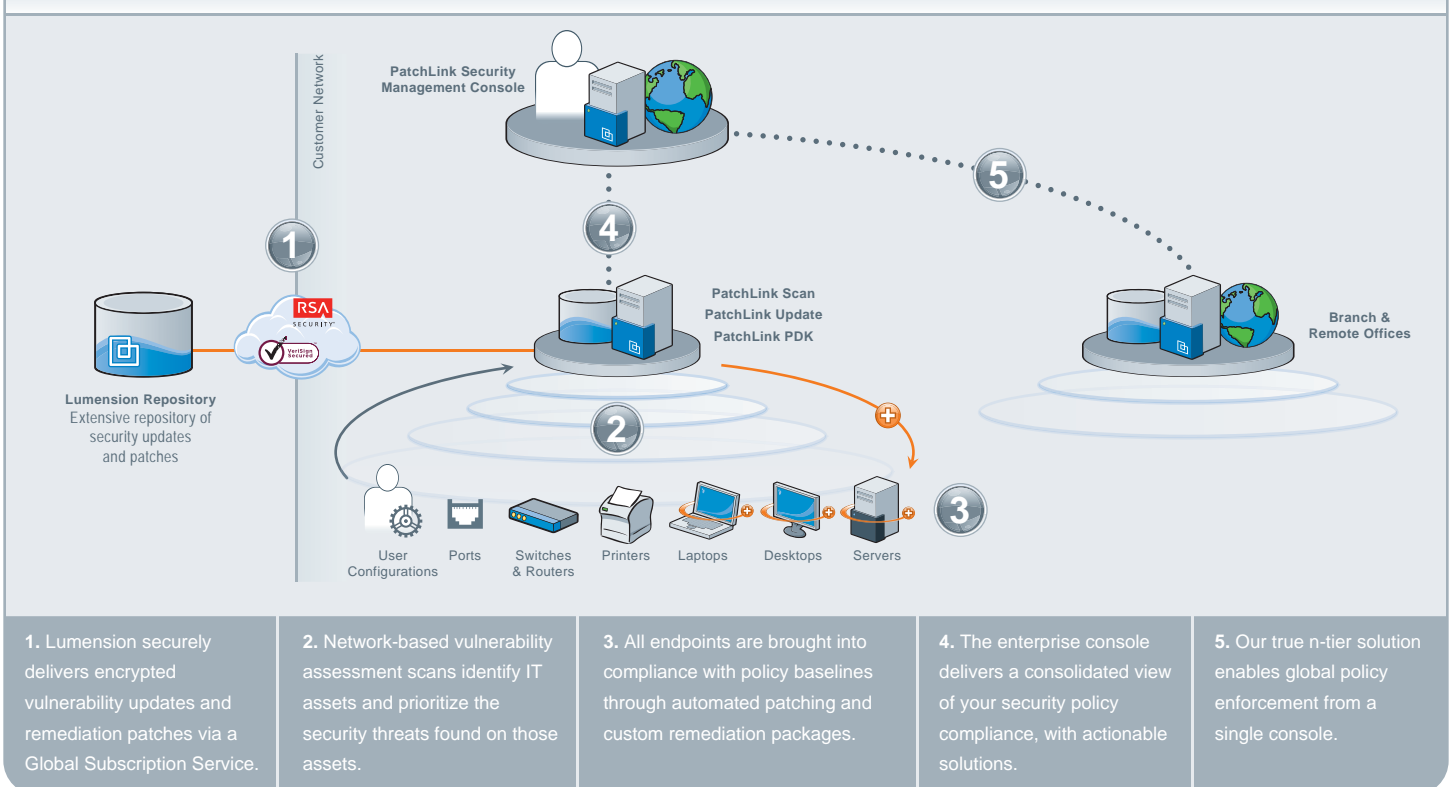 Customer Network
PatchLink Security
Management Console
5
4
1
RSA
SECURITY
VeriSign
Secured
PatchLink Scan
PatchLink Update
PatchLink PDK
Branch &
Remote Offices
Lumension Repository
Extensive repository of
security updates
and patches
2
3
User
Configurations
Ports
Switches
& Routers
Printers
Laptops
Desktops
Servers
1. Lumension securely
delivers encrypted
vulnerability updates and
remediation patches via a
Global Subscription Service.
2. Network-based vulnerability
assessment scans identify IT
assets and prioritize the
security threats found on those
assets.
3. All endpoints are brought into
compliance with policy baselines
through automated patching and
custom remediation packages.
4. The enterprise console
delivers a consolidated view
of your security policy
compliance, with actionable
solutions.
5. Our true n-tier solution
enables global policy
enforcement from a
single console.